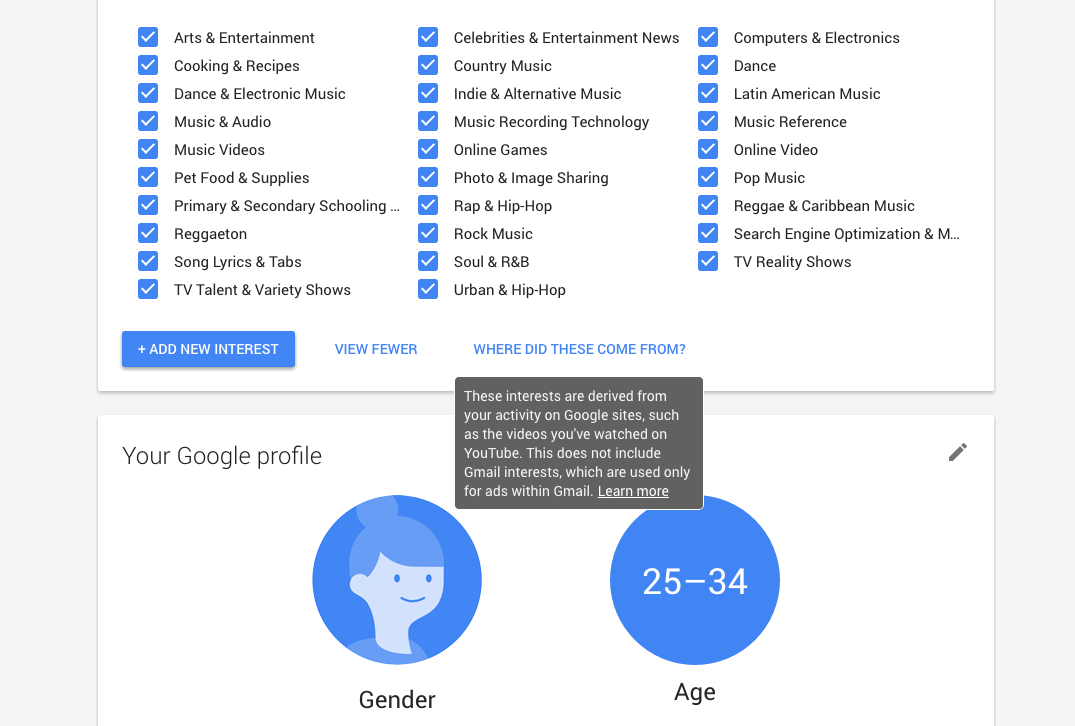 Arts & Entertainment
Celebrities & Entertainment News
Computers & Electronics
Cooking & Recipes
Country Music
Dance
Dance & Electronic Music
Indie & Alternative Music
Latin American Music
Music & Audio
Music Recording Technology
Music Reference
Music Videos
Online Games
Online Video
Pet Food & Supplies
Photo & Image Sharing
Pop Music
Primary & Secondary Schooling ...
Rap & Hip-Hop
Reggae & Caribbean Music
Reggaeton
Rock Music
Search Engine Optimization & M...
Song Lyrics & Tabs
Soul & R&B
TV Reality Shows
TV Talent & Variety Shows
Urban & Hip-Hop
+ ADD NEW INTEREST
VIEW FEWER
WHERE DID THESE COME FROM?
These interests are derived from
your activity on Google sites, such
as the videos you've watched on
YouTube. This does not include
Gmail interests, which are used only
for ads within Gmail. Learn more
Your Google profile
25–34
Gender
Age